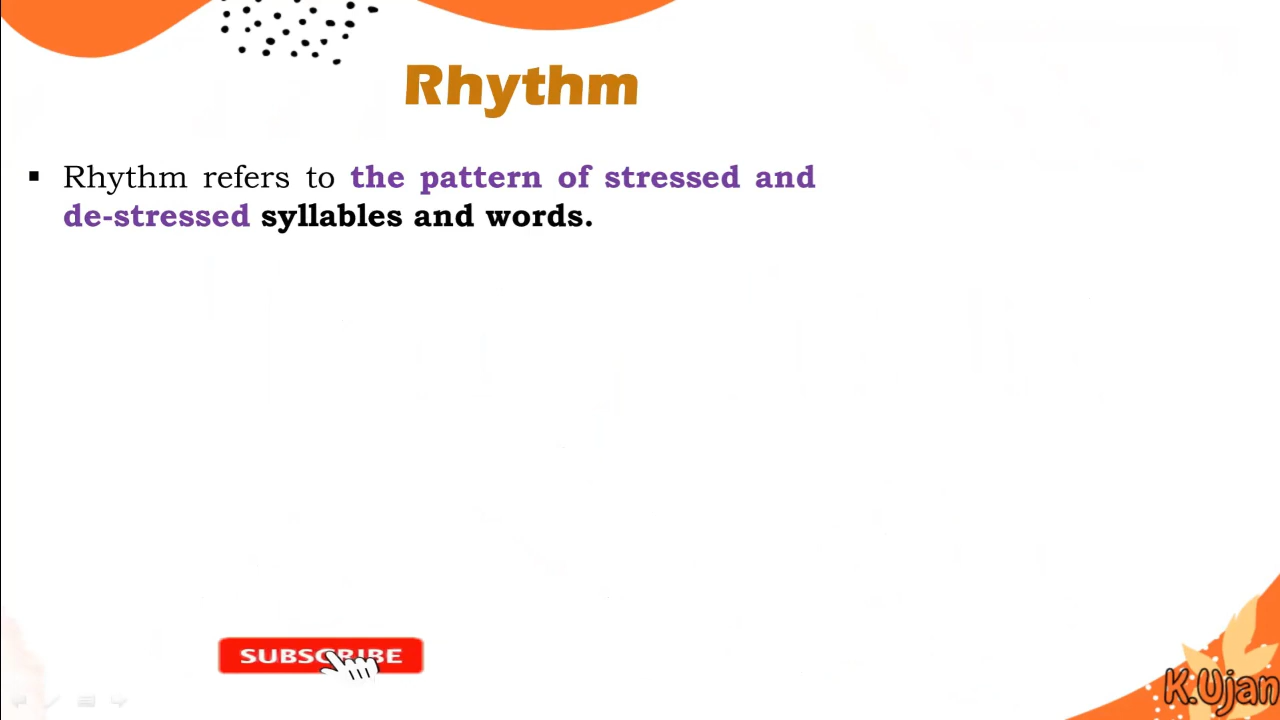 Rhythm
▪ Rhythm refers to the pattern of stressed and
de-stressed syllables and words.
SUBSCRIBE
K.Ujan